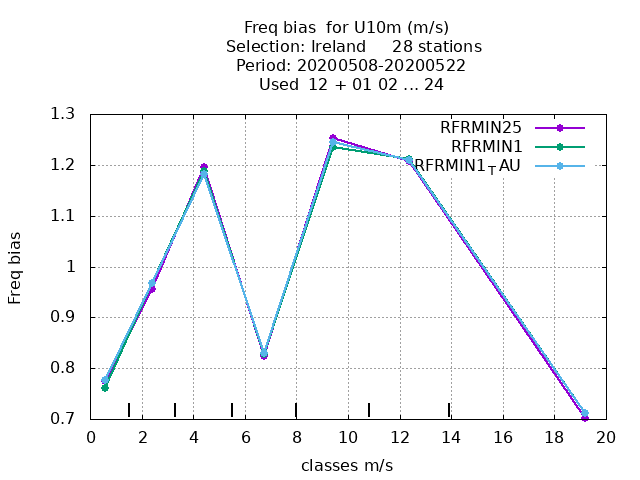 Freq bias  for U10m (m/s)
Selection: Ireland     28 stations
Period: 20200508-20200522
Used  12 + 01 02 ... 24
RFRMIN25
RFRMIN1
RFRMIN1TAU
1.3
1.2
1.1
1
0.9
0.8
0.7
Freq bias
0 2 4 6 8 10 12 14 16 18 20
classes m/s